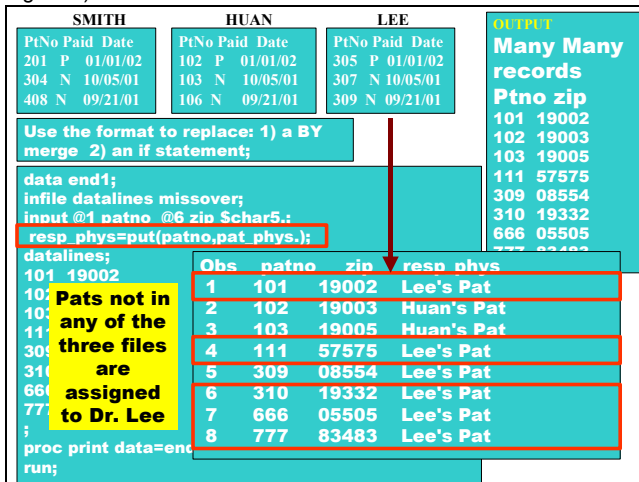 SMITH HUAN LEE
PtNo Paid Date
201 P 01/01/02
304 N 10/05/01
408 N 09/21/01
PtNo Paid Date
102 P 01/01/02
103 N 10/05/01
106 N 09/21/01
PtNo Paid Date
305 P 01/01/02
307 N 10/05/01
309 N 09/21/01
OUTPUT
Many Many
records
Ptno zip
101 19002
102 19003
103 19005
111 57575
309 08554
310 19332
666 05505
777 83483
Use the format to replace: 1) a BY
merge 2) an if statement;
data end1;
infile datalines missover;
input @1 patno @6 zip $char5.;
resp_phys=put(patno,pat_phys.);
datalines;
101 19002
Pats not in
any of the
three files
are
assigned
to Dr. Lee
;
proc print data=end
run;
Obs patno zip resp phys
1 101 19002 Lee's Pat
2 102 19003 Huan's Pat
3 103 19005 Huan's Pat
4 111 57575 Lee's Pat
5 309 08554 Lee's Pat
6 310 19332 Lee's Pat
7 666 05505 Lee's Pat
8 777 83483 Lee's Pat